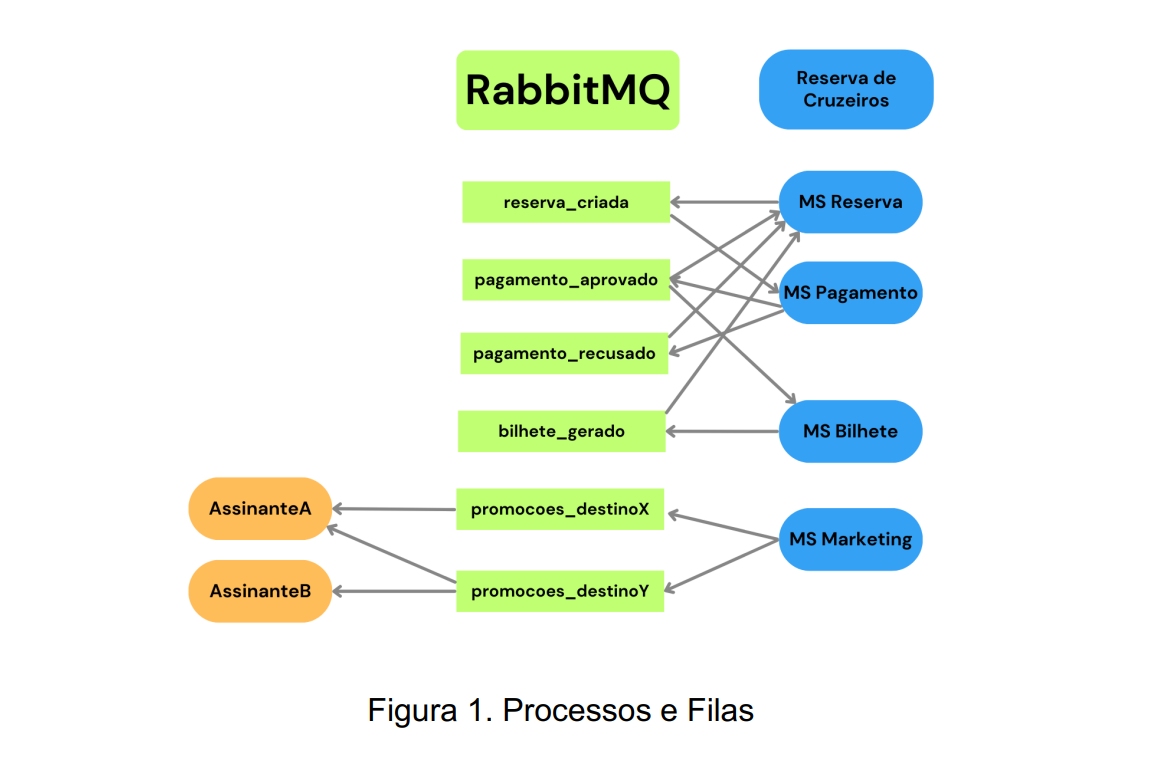 RabbitMQ
Reserva de
Cruzeiros
reserva_criada
MS Reserva
pagamento_aprovado
MS Pagamento
pagamento_recusado
bilhete_gerado
MS Bilhete
AssinanteA
promocoes_destinoX
MS Marketing
AssinanteB
promocoes_destinoY
Figura 1. Processos e Filas